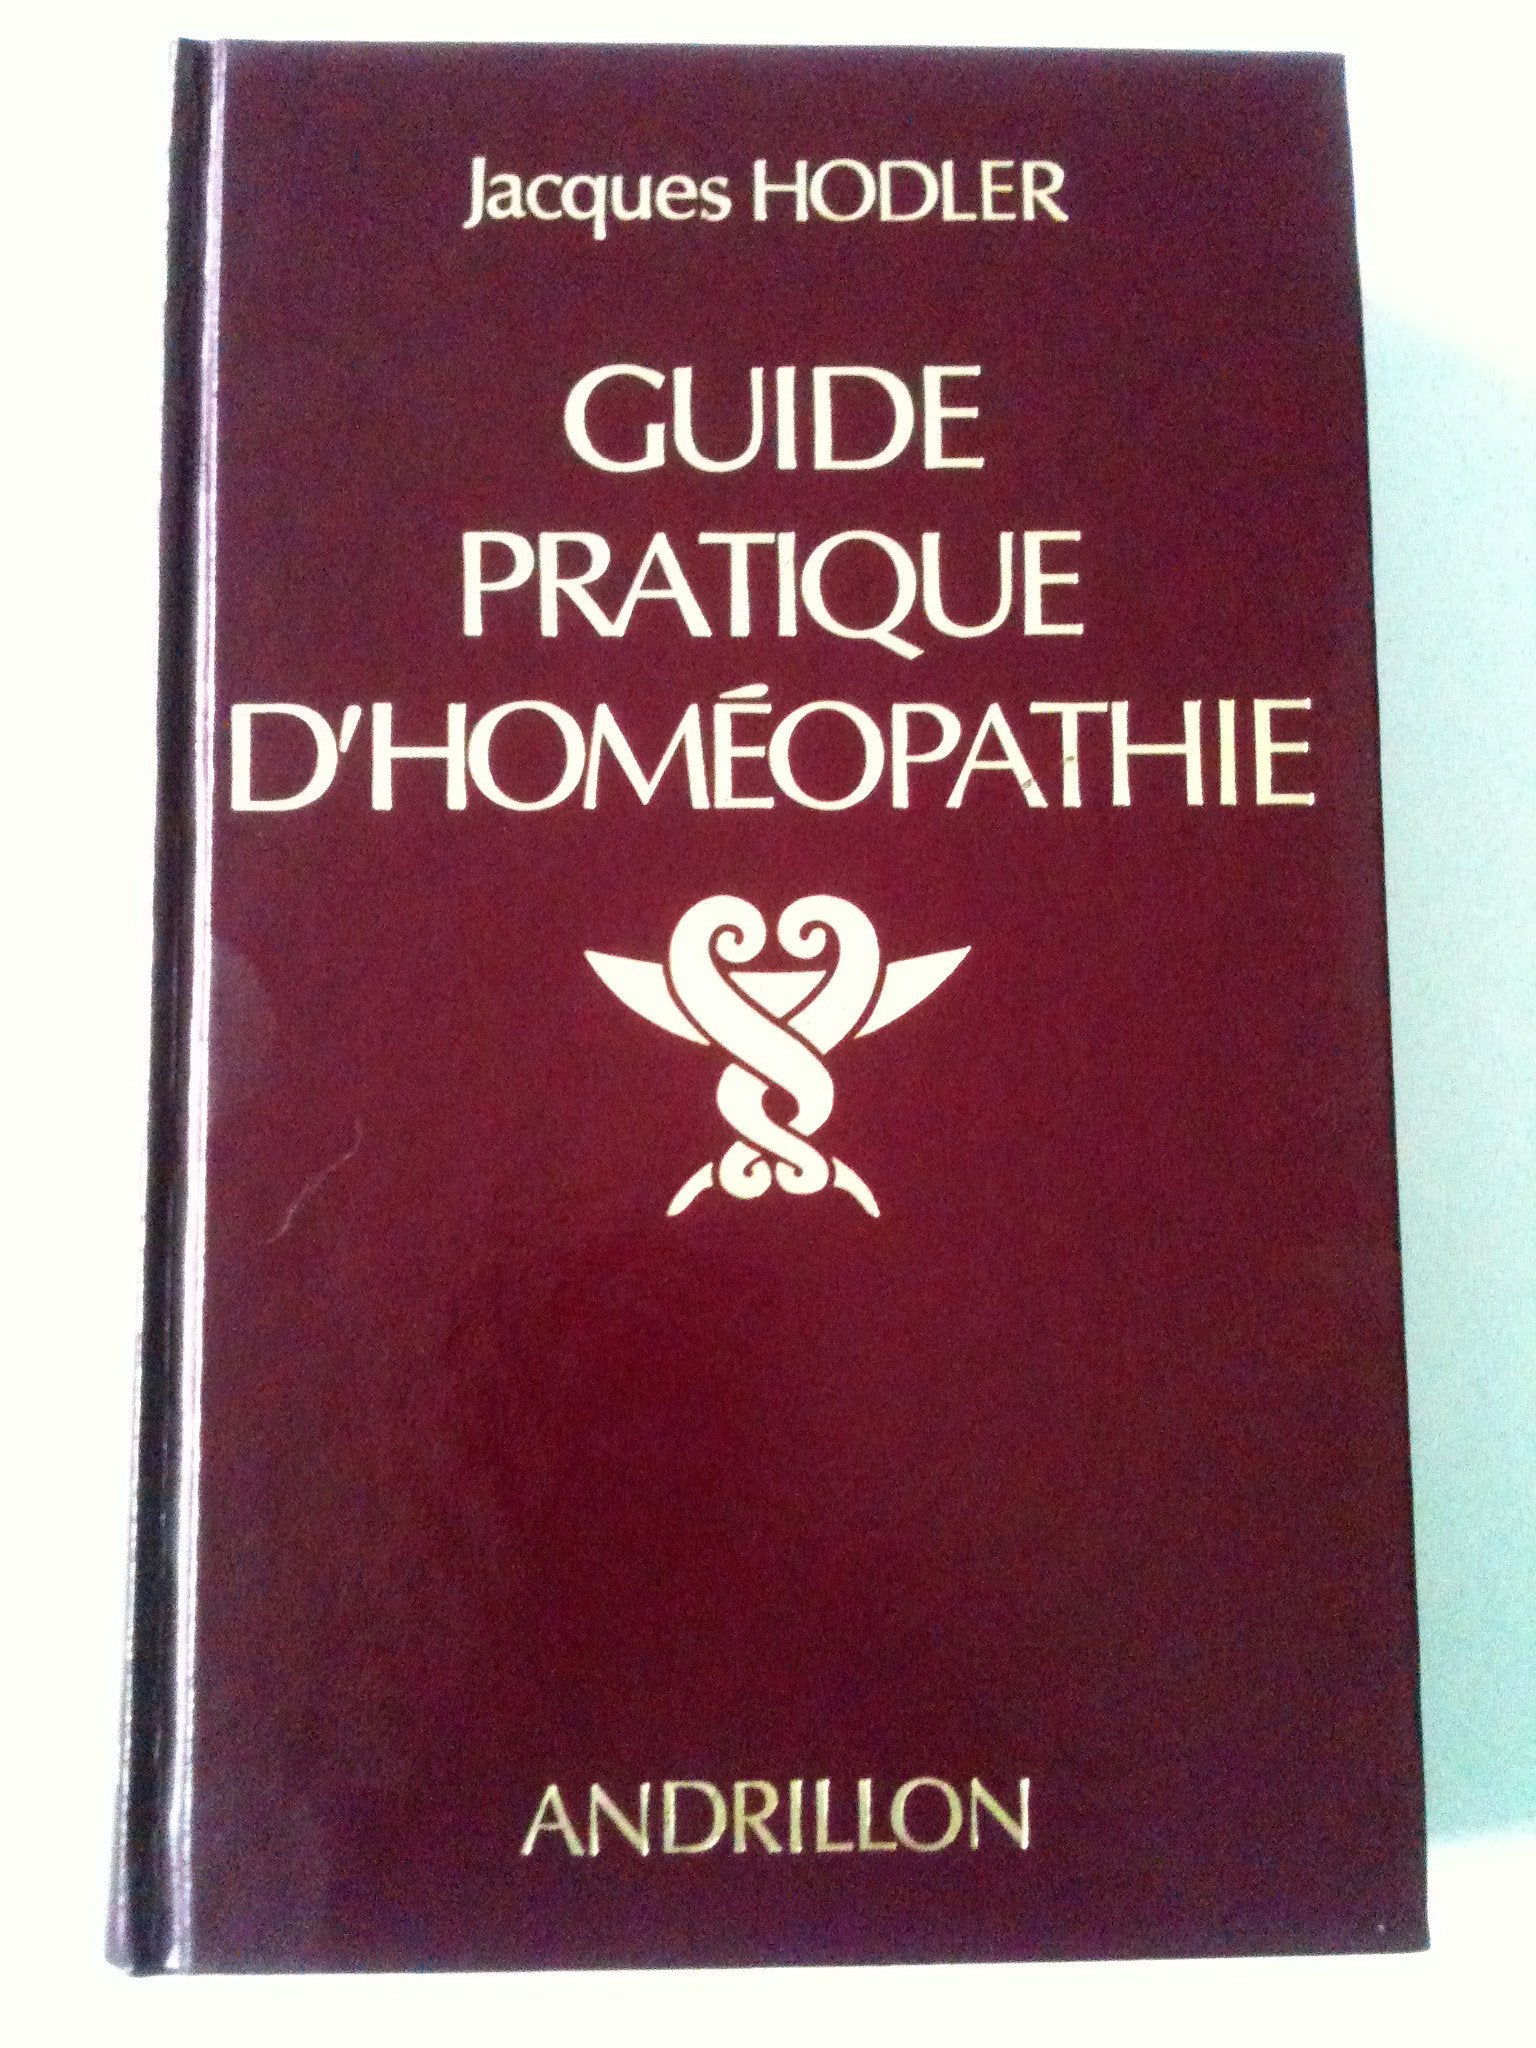 Jacques HODLER
GUIDE
PRATIQUE
D'HOMÉOPATHIE
ANDRILLON